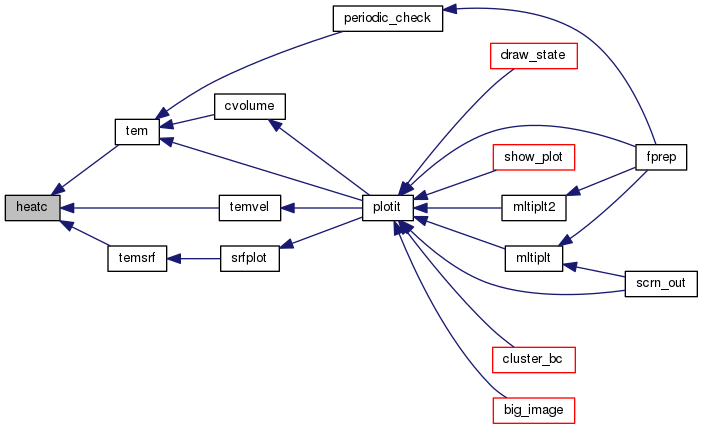 periodic_check
draw_state
cvolume
tem
show_plot
fprep
heatc
temvel
plotit
mltiplt2
temsrf
srfplot
mltiplt
scrn_out
cluster_bc
big_image